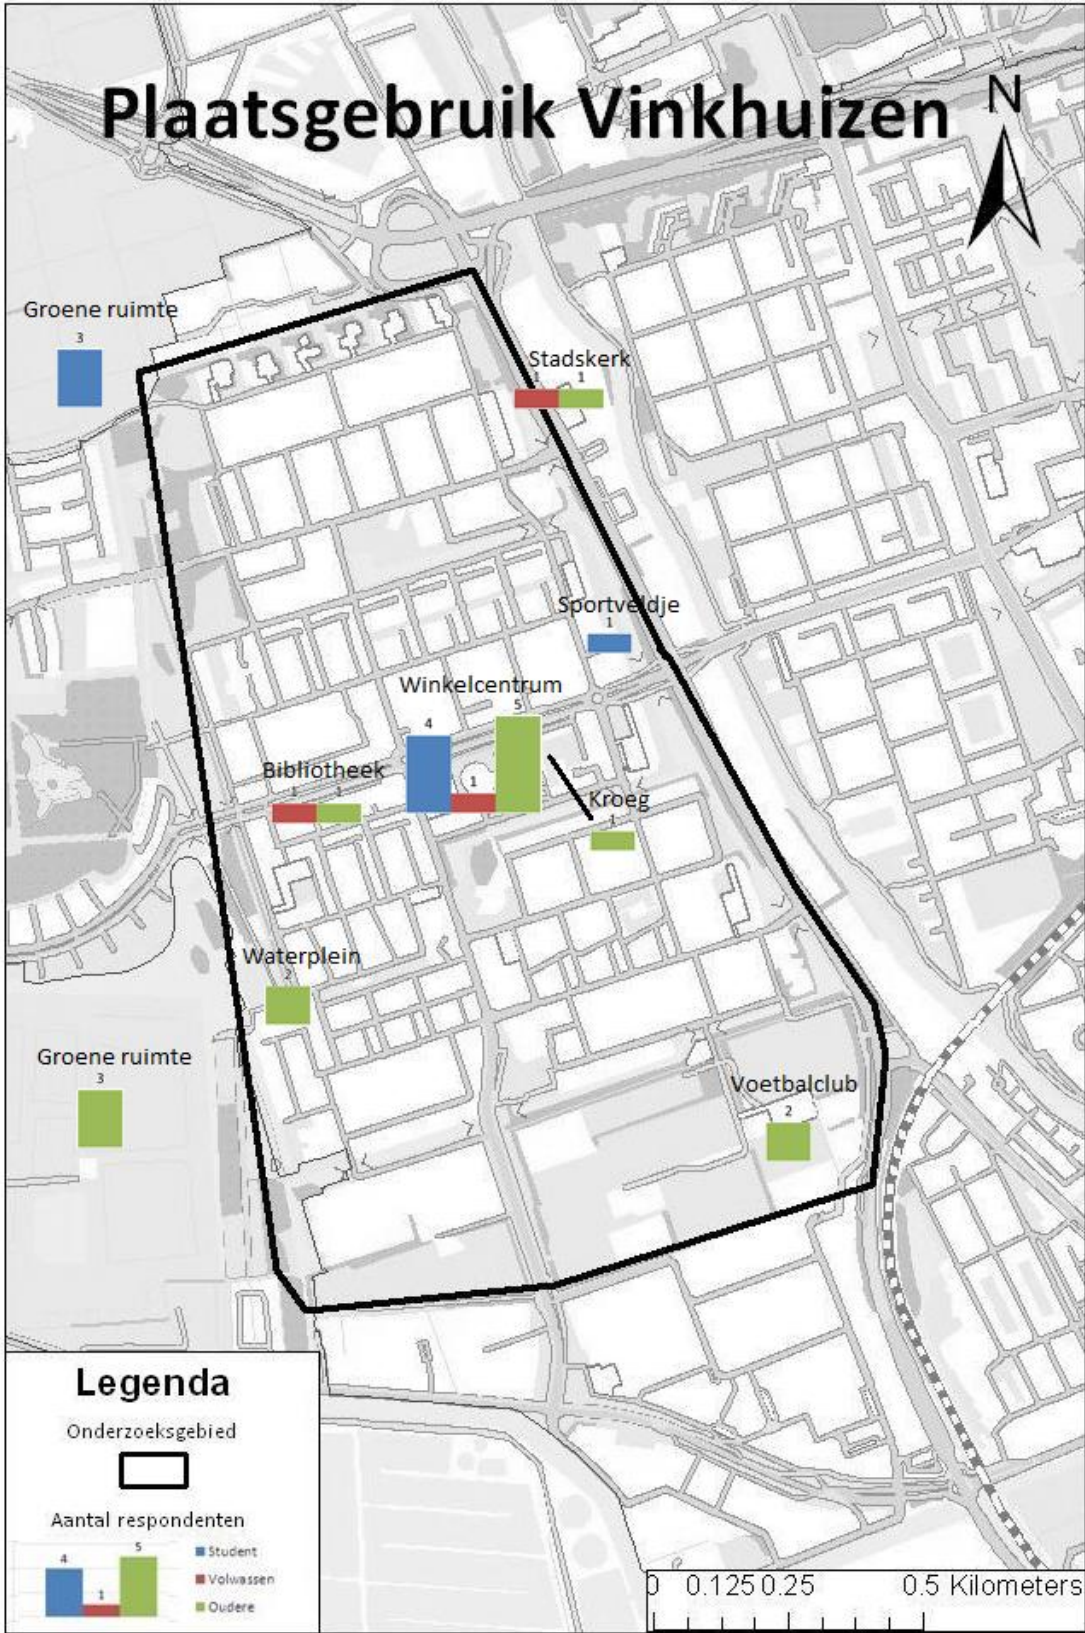 Plaatsgebruik Vinkhuizen
N
Groene ruimte
3
Stadskerk
1 1
Sportveldje
1
Winkelcentrum
4 1 5
Bibliotheek
1 1
Kroeg
1
Waterplein
2
Groene ruimte
3
Voetbalclub
2
Legenda
Onderzoeksgebied
Aantal respondenten
4 1 5
Student
Volwassen
Oudere
0 0.125 0.25 0.5 Kilometers